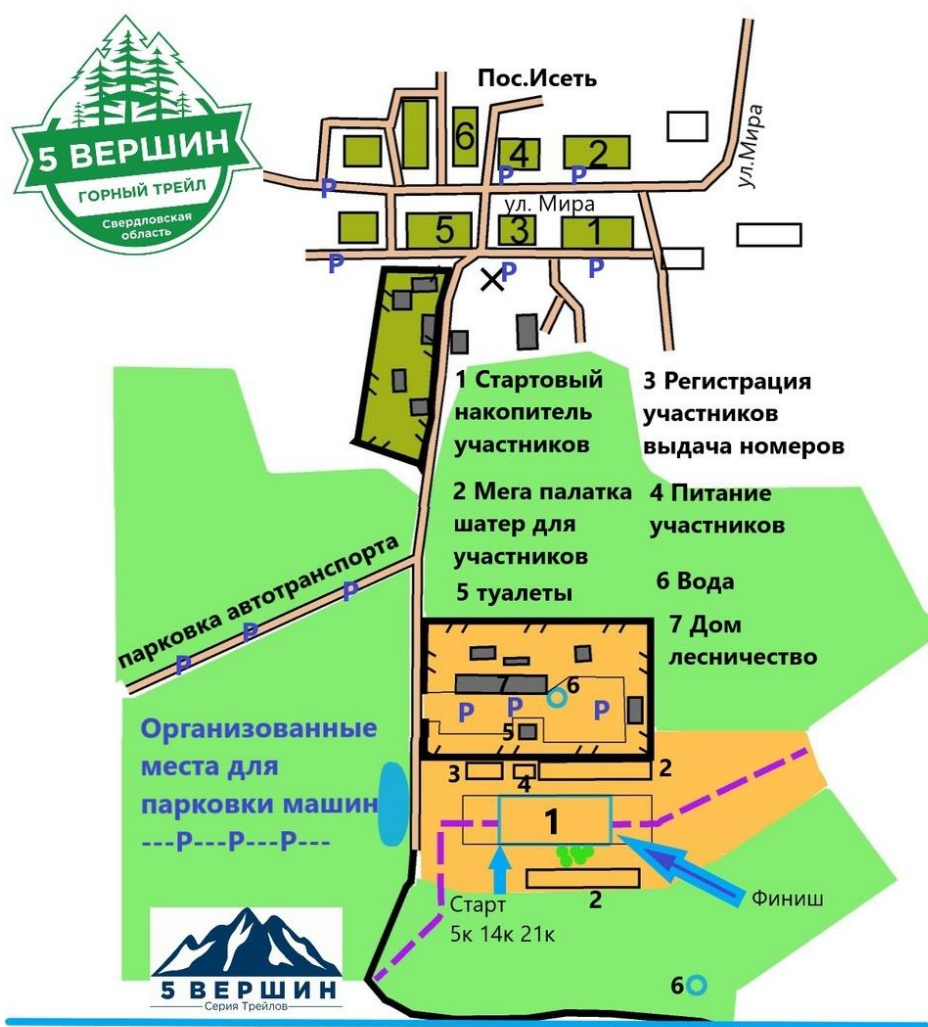 5 ВЕРШИН
ГОРНЫЙ ТРЕЙЛ
Свердловская
область
Пос.Исеть
6
4
2
P
P
P
ул.Мира
ул. Мира
5
3
1
P
P
P
1 Стартовый
накопитель
участников
3 Регистрация
участников
выдача номеров
2 Мега палатка
шатер для
участников
4 Питание
участников
5 туалеты
6 Вода
7 Дом
лесничество
парковка автотранспорта
P
P
P
7
6
P
P
P
5
Организованные
места для
парковки машин
---P---P---P---
3
4
2
1
2
Старт
5к 14к 21к
Финиш
6
5 ВЕРШИН
Серия Трейлов